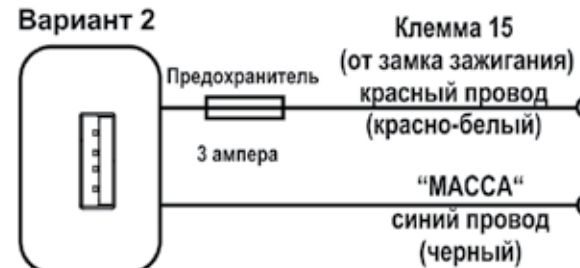 Вариант 2
Клемма 15
(от замка зажигания)
Предохранитель
красный провод
(красно-белый)
3 ампера
“МАССА“
синий провод
(черный)